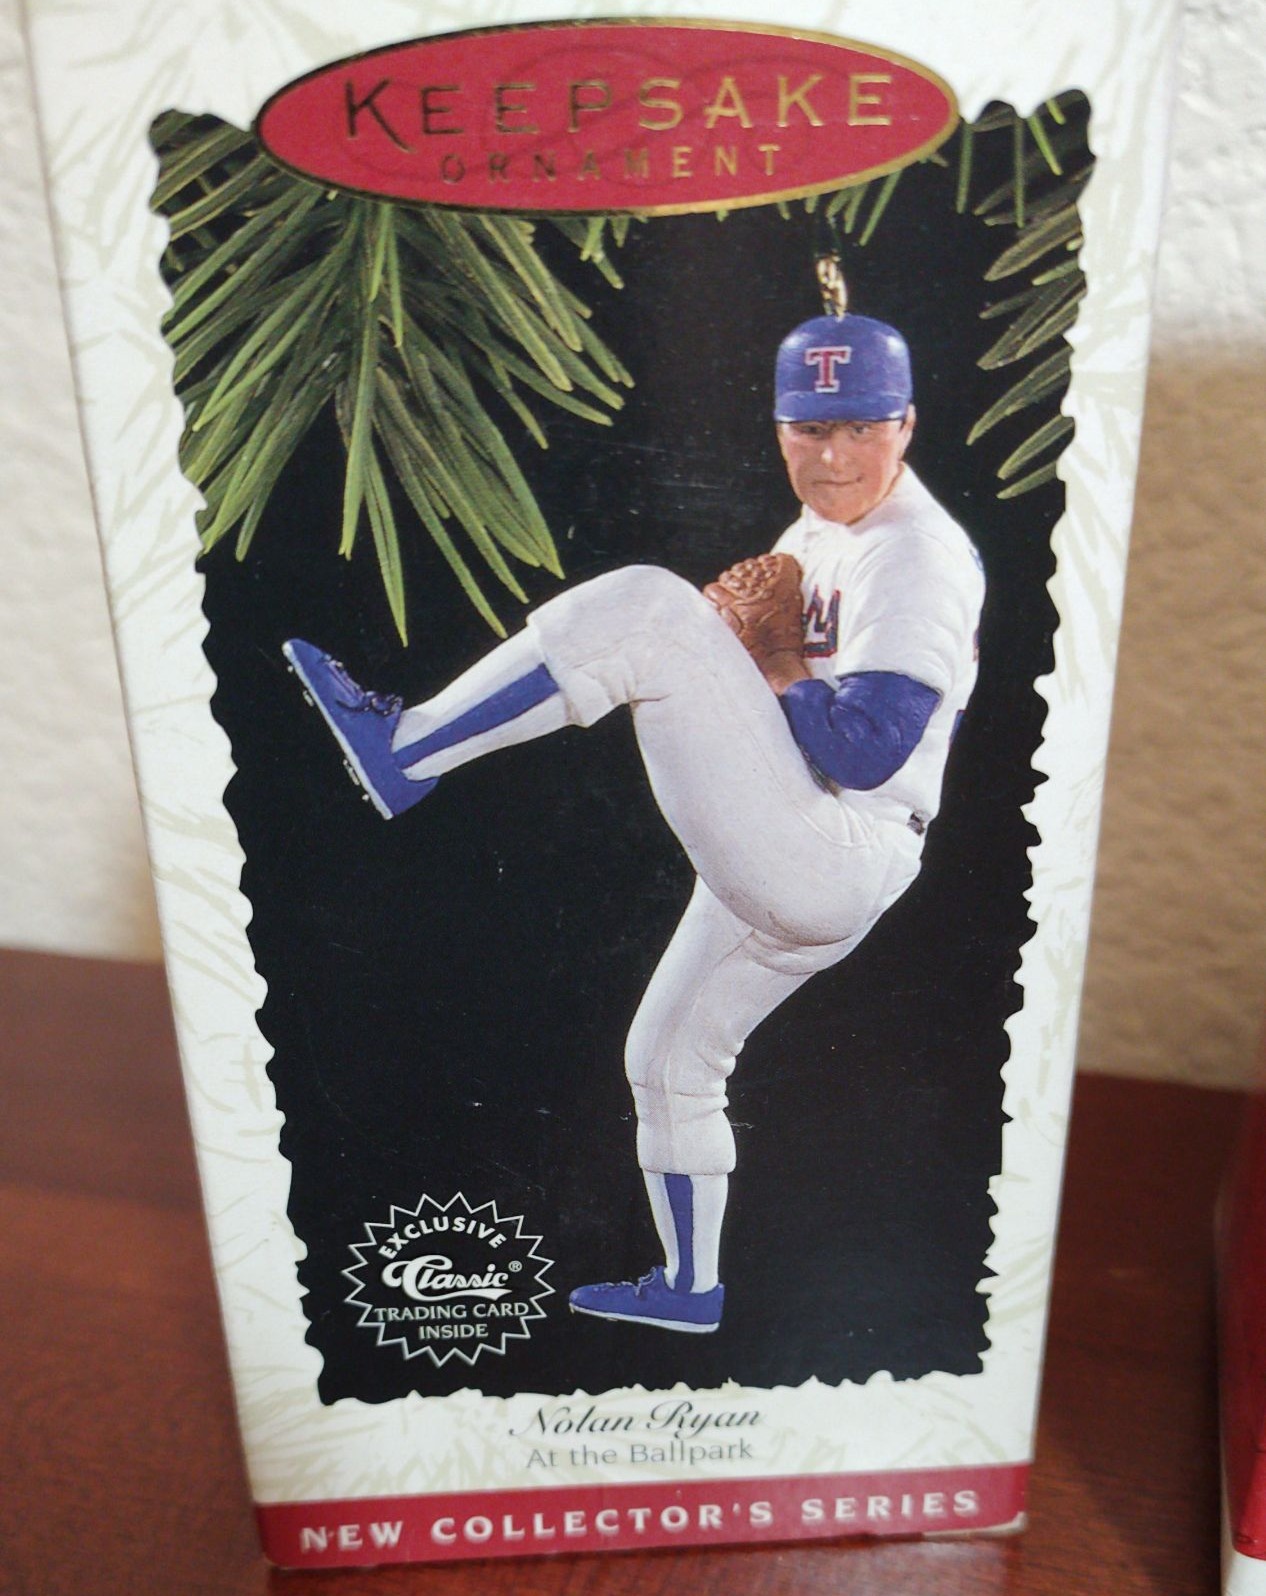 KEEPSAKE
ORNAMENT
T
EXCLUSIVE
Classic®
TRADING CARD
INSIDE
Nolan Ryan
At the Ballpark
NEW COLLECTOR'S SERIES